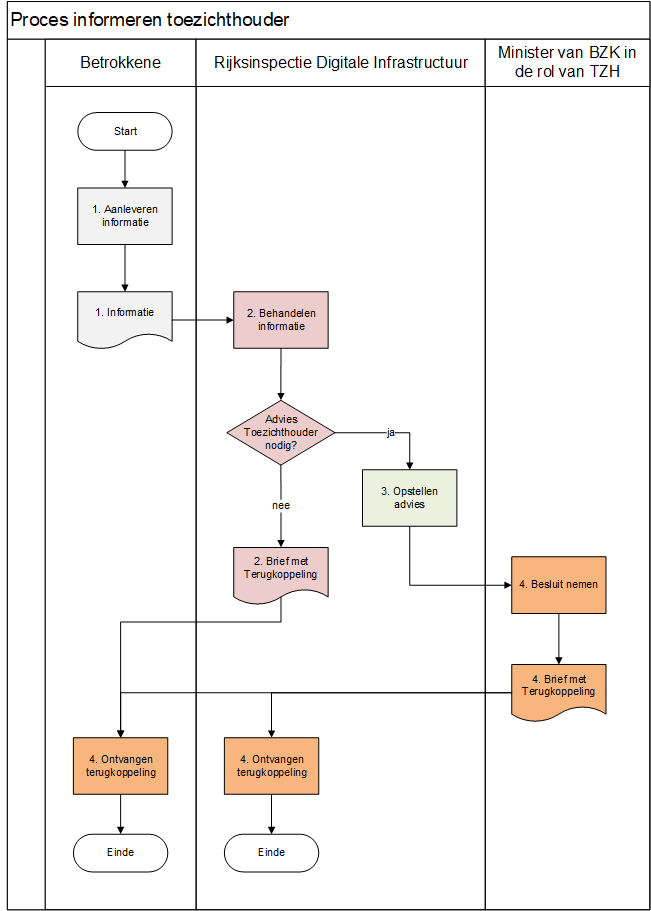 Proces informeren toezichthouder
Betrokkene
Rijksinspectie Digitale Infrastructuur
Minister van BZK in
de rol van TZH
Start
1. Aanleveren
informatie
1. Informatie
2. Behandelen
informatie
Advies
Toezichthouder
nodig?
ja
3. Opstellen
advies
nee
2. Brief met
Terugkoppeling
4. Besluit nemen
4. Brief met
Terugkoppeling
4. Ontvangen
terugkoppeling
4. Ontvangen
terugkoppeling
Einde
Einde